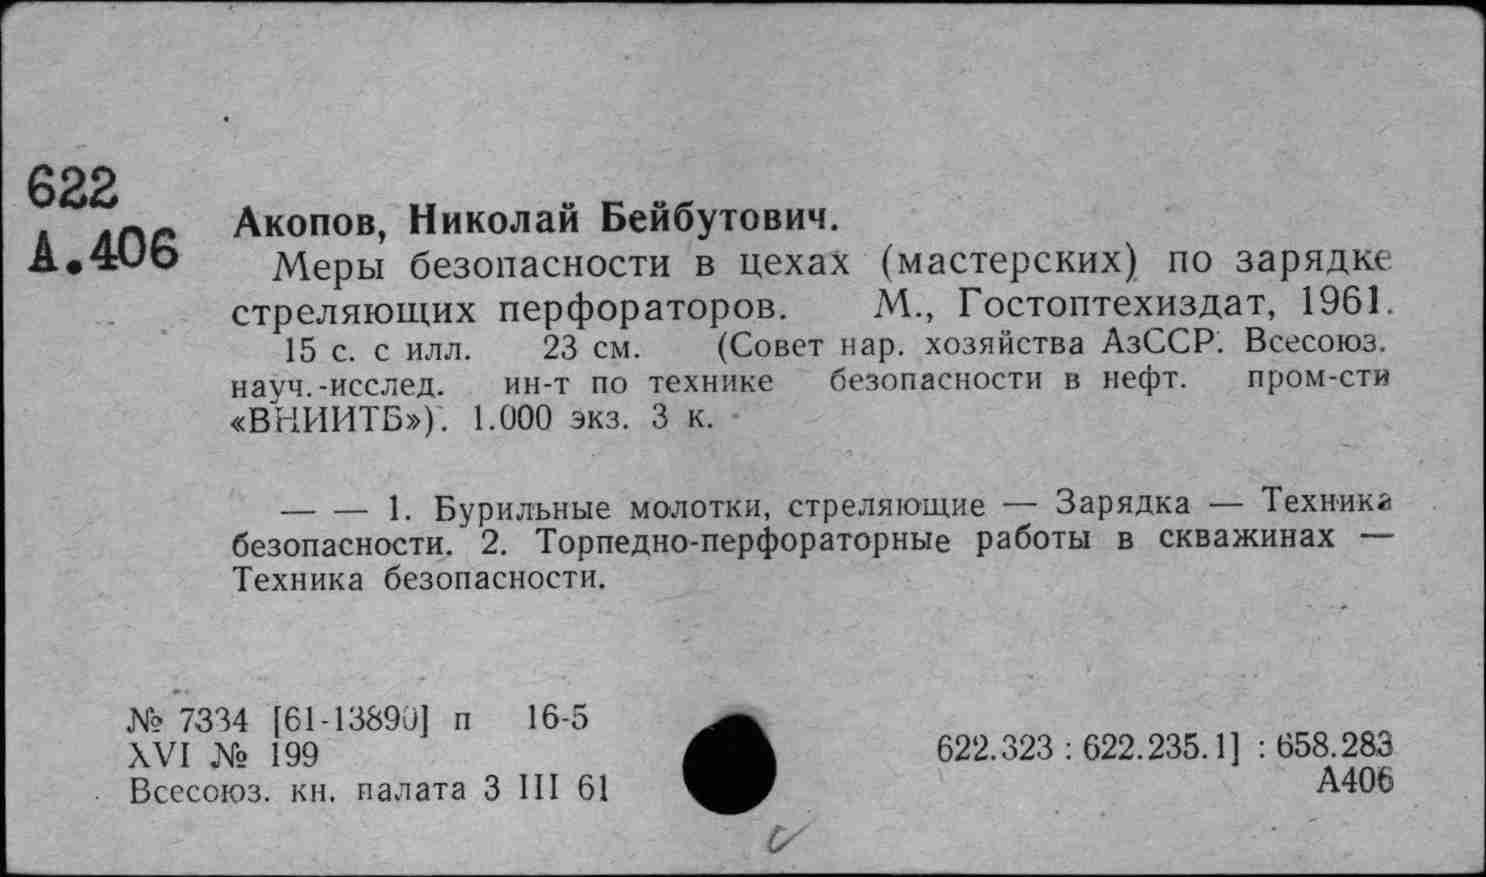 622
А.406
Акопов, Николай Бейбутович.
Меры безопасности в цехах (мастерских) по зарядке
стреляющих перфораторов. М., Гостоптехиздат, 1961.
15 с. с илл. 23 см. (Совет нар. хозяйства АзССР. Всесоюз.
науч.-исслед. ин-т по технике безопасности в нефт. пром-сти
«ВНИИТБ»). 1.000 экз. 3 к.
— — 1. Бурильные молотки, стреляющие — Зарядка — Техника
безопасности. 2. Торпедно-перфораторные работы в скважинах —
Техника безопасности.
№ 7334 [61-13890] п 16-5
XVI № 199
Всесоюз. кн. палата 3 III 61
622.323 : 622.235.1] : 658.283
А406